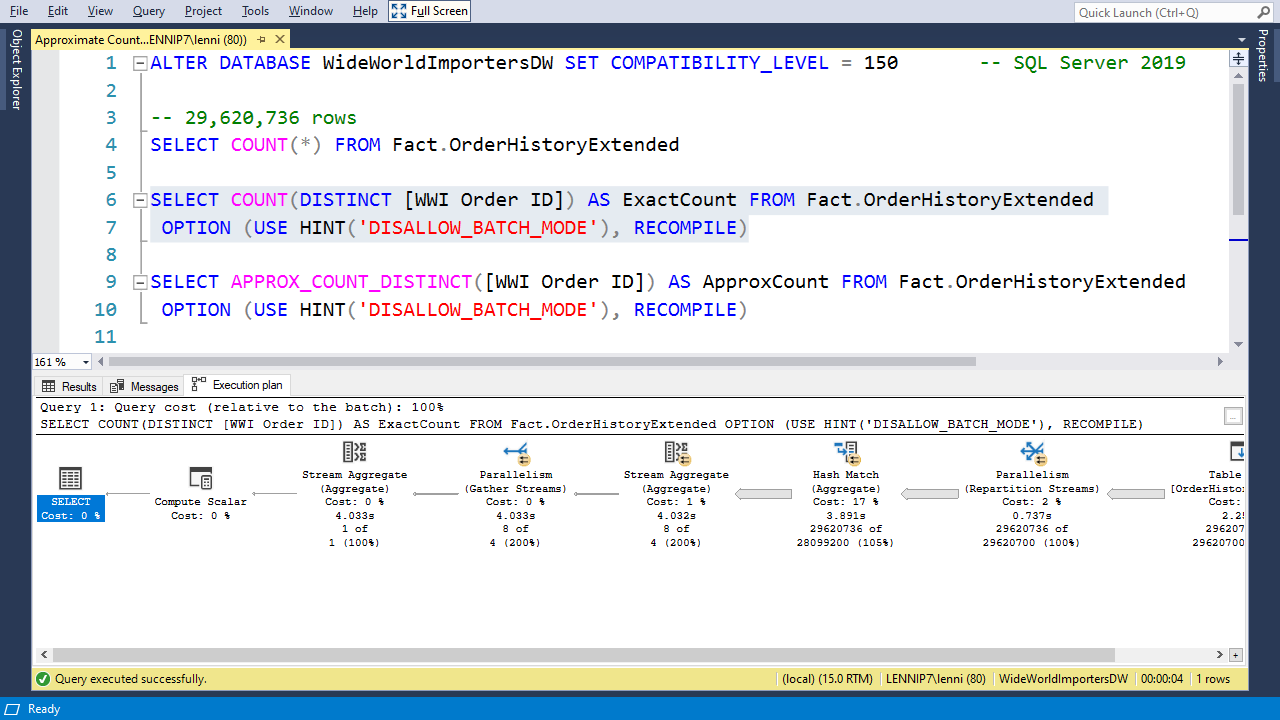 File Edit View Query Project Tools Window Help Full Screen
Quick Launch (Ctrl+Q)
Object Explorer
Properties
Approximate Count...ENNIP7\lenni (80))
1 ALTER DATABASE WideWorldImportersDW SET COMPATIBILITY_LEVEL = 150 -- SQL Server 2019
2
3 -- 29,620,736 rows
4 SELECT COUNT(*) FROM Fact.OrderHistoryExtended
5
6 SELECT COUNT(DISTINCT [WWI Order ID]) AS ExactCount FROM Fact.OrderHistoryExtended
7 OPTION (USE HINT('DISALLOW_BATCH_MODE'), RECOMPILE)
8
9 SELECT APPROX_COUNT_DISTINCT([WWI Order ID]) AS ApproxCount FROM Fact.OrderHistoryExtended
10 OPTION (USE HINT('DISALLOW_BATCH_MODE'), RECOMPILE)
11
161 %
Results Messages Execution plan
Query 1: Query cost (relative to the batch): 100%
SELECT COUNT(DISTINCT [WWI Order ID]) AS ExactCount FROM Fact.OrderHistoryExtended OPTION (USE HINT('DISALLOW_BATCH_MODE'), RECOMPILE)
SELECT
Cost: 0 %
Compute Scalar
Cost: 0 %
Stream Aggregate
(Aggregate)
Cost: 0 %
4.033s
1 of
1 (100%)
Parallelism
(Gather Streams)
Cost: 0 %
4.033s
8 of
4 (200%)
Stream Aggregate
(Aggregate)
Cost: 1 %
4.032s
8 of
4 (200%)
Hash Match
(Aggregate)
Cost: 17 %
3.891s
29620736 of
28099200 (105%)
Parallelism
(Repartition Streams)
Cost: 2 %
0.737s
29620736 of
29620700 (100%)
Table
[OrderHistor
Cost:
2.25
296207
29620700
Query executed successfully.
(local) (15.0 RTM) LENNIP7\lenni (80) WideWorldImportersDW 00:00:04 1 rows
Ready